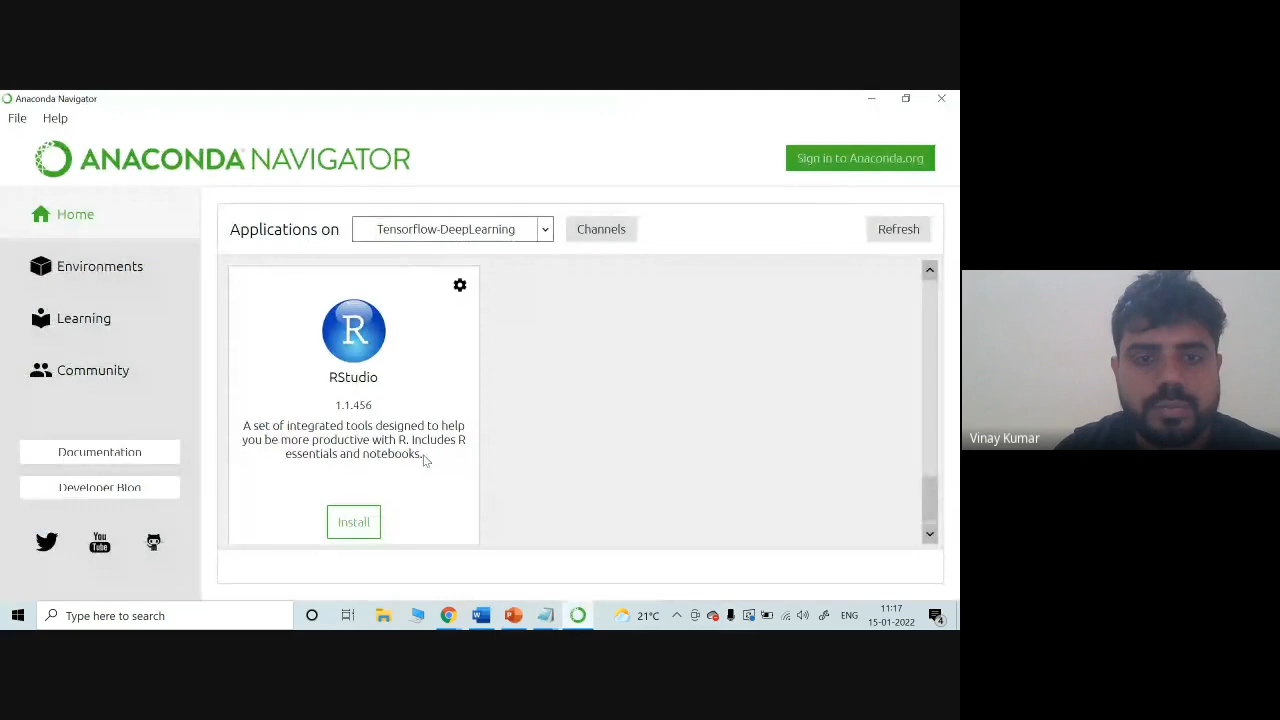 Anaconda Navigator
File Help
ANACONDA NAVIGATOR
Sign in to Anaconda.org
Home
Environments
Learning
Community
Documentation
Developer Blog
You
Tube
Applications on
Tensorflow-DeepLearning
Channels
Refresh
R
RStudio
1.1.456
A set of integrated tools designed to help
you be more productive with R. Includes R
essentials and notebooks.
Install
Vinay Kumar
Type here to search
21°C
ENG
11:17
15-01-2022
4